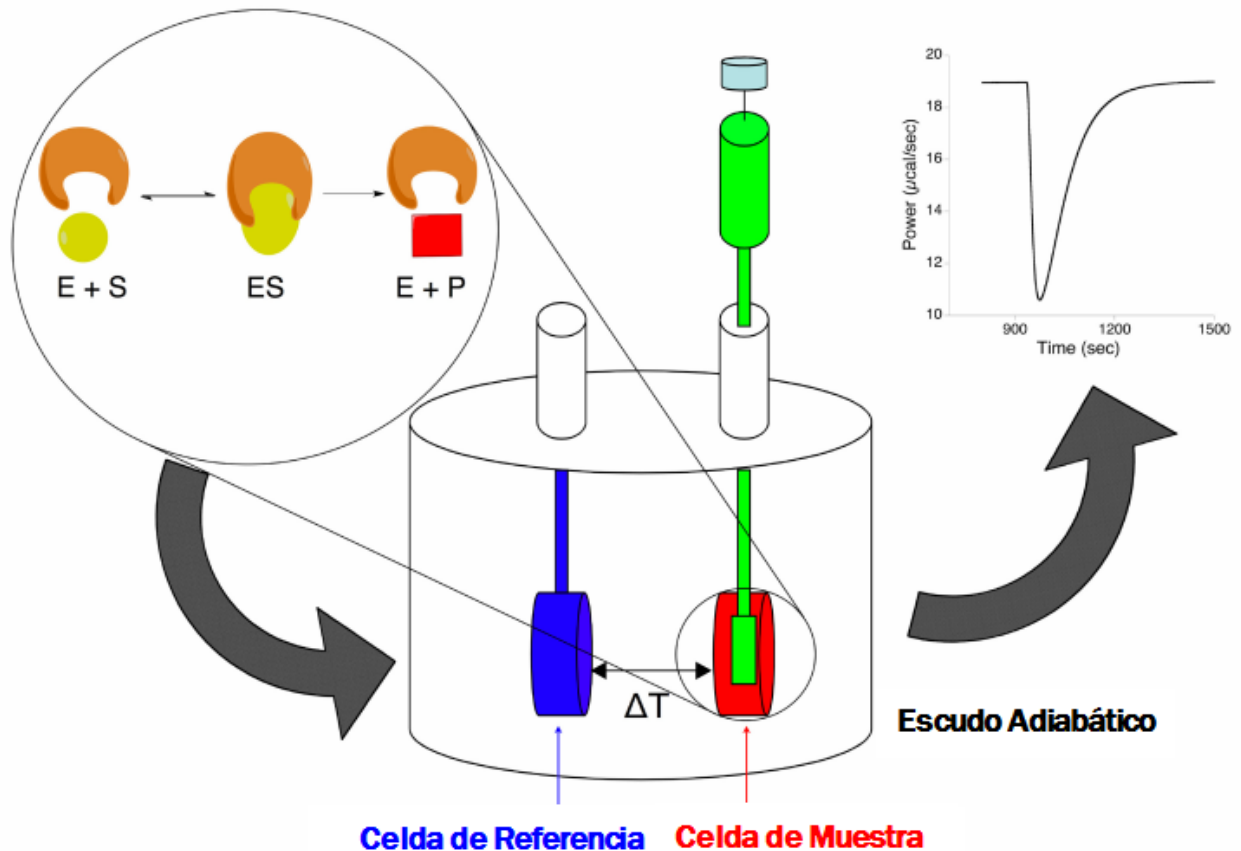 E + S
ES
E + P
20
18
16
14
12
10
Power (µcal/sec)
900
1200
1500
Time (sec)
ΔT
Escudo Adiabático
Celda de Referencia
Celda de Muestra